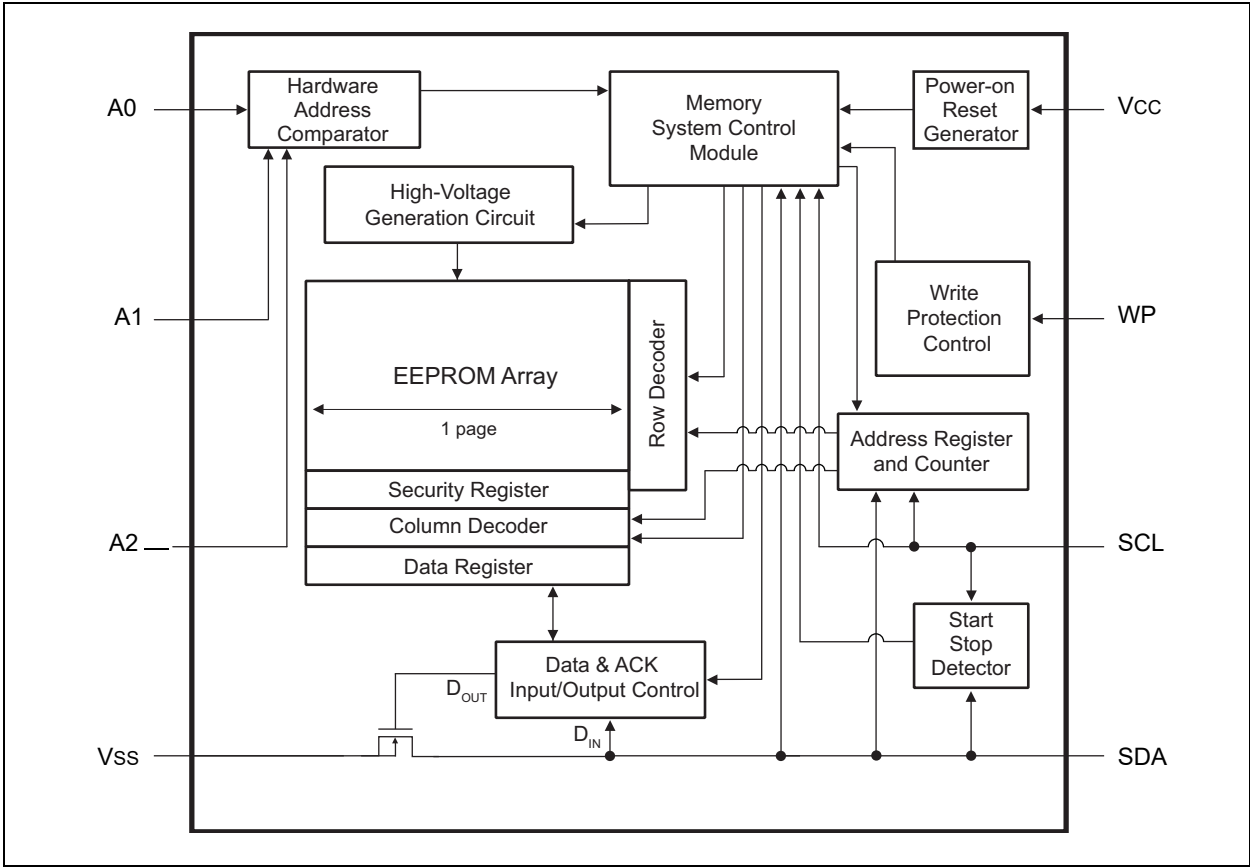 Hardware
Address
Comparator
Memory
System Control
Module
Power-on
Reset
Generator
A0
VCC
High-Voltage
Generation Circuit
A1
WP
Write
Protection
Control
EEPROM Array
1 page
Row Decoder
Address Register
and Counter
Security Register
Column Decoder
Data Register
A2
SCL
Start
Stop
Detector
Data & ACK
Input/Output Control
DOUT
DIN
VSS
SDA